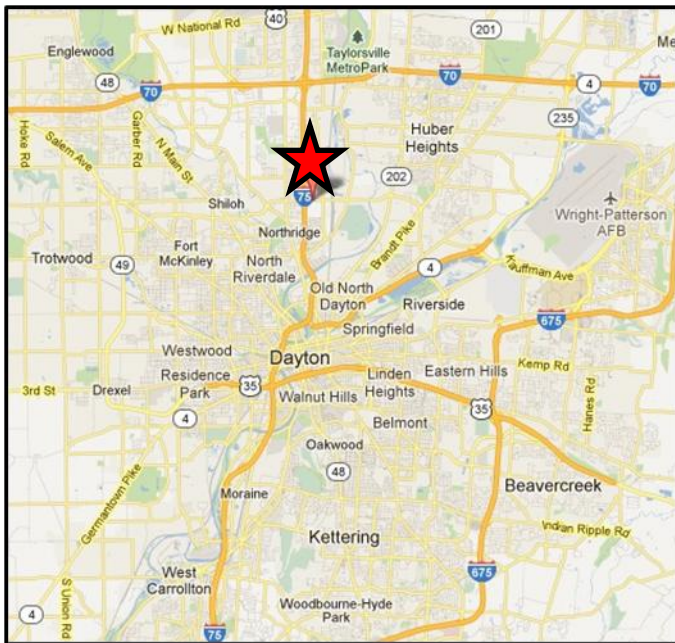 W National Rd
40
201
Englewood
Taylorsville
MetroPark
Me
48
70
70
70
4
Hoke Rd
Salem Ave
Garber Rd
N Main St
235
Huber
Heights
202
75
Shiloh
Wright-Patterson
AFB
Northridge
Trotwood
Fort
McKinley
49
North
Riverdale
Brandt Pike
4
Kauffman Ave
Old North
Dayton
Riverside
675
Springfield
Westwood
Dayton
Kemp Rd
3rd St
Drexel
Residence
Park
35
Linden
Heights
Eastern Hills
Hanes Rd
4
Walnut Hills
35
Belmont
Oakwood
48
Germantown Pike
Moraine
Beavercreek
Kettering
Indian Ripple Rd
West
Carrollton
675
S Union Rd
4
75
Woodbourne-Hyde
Park